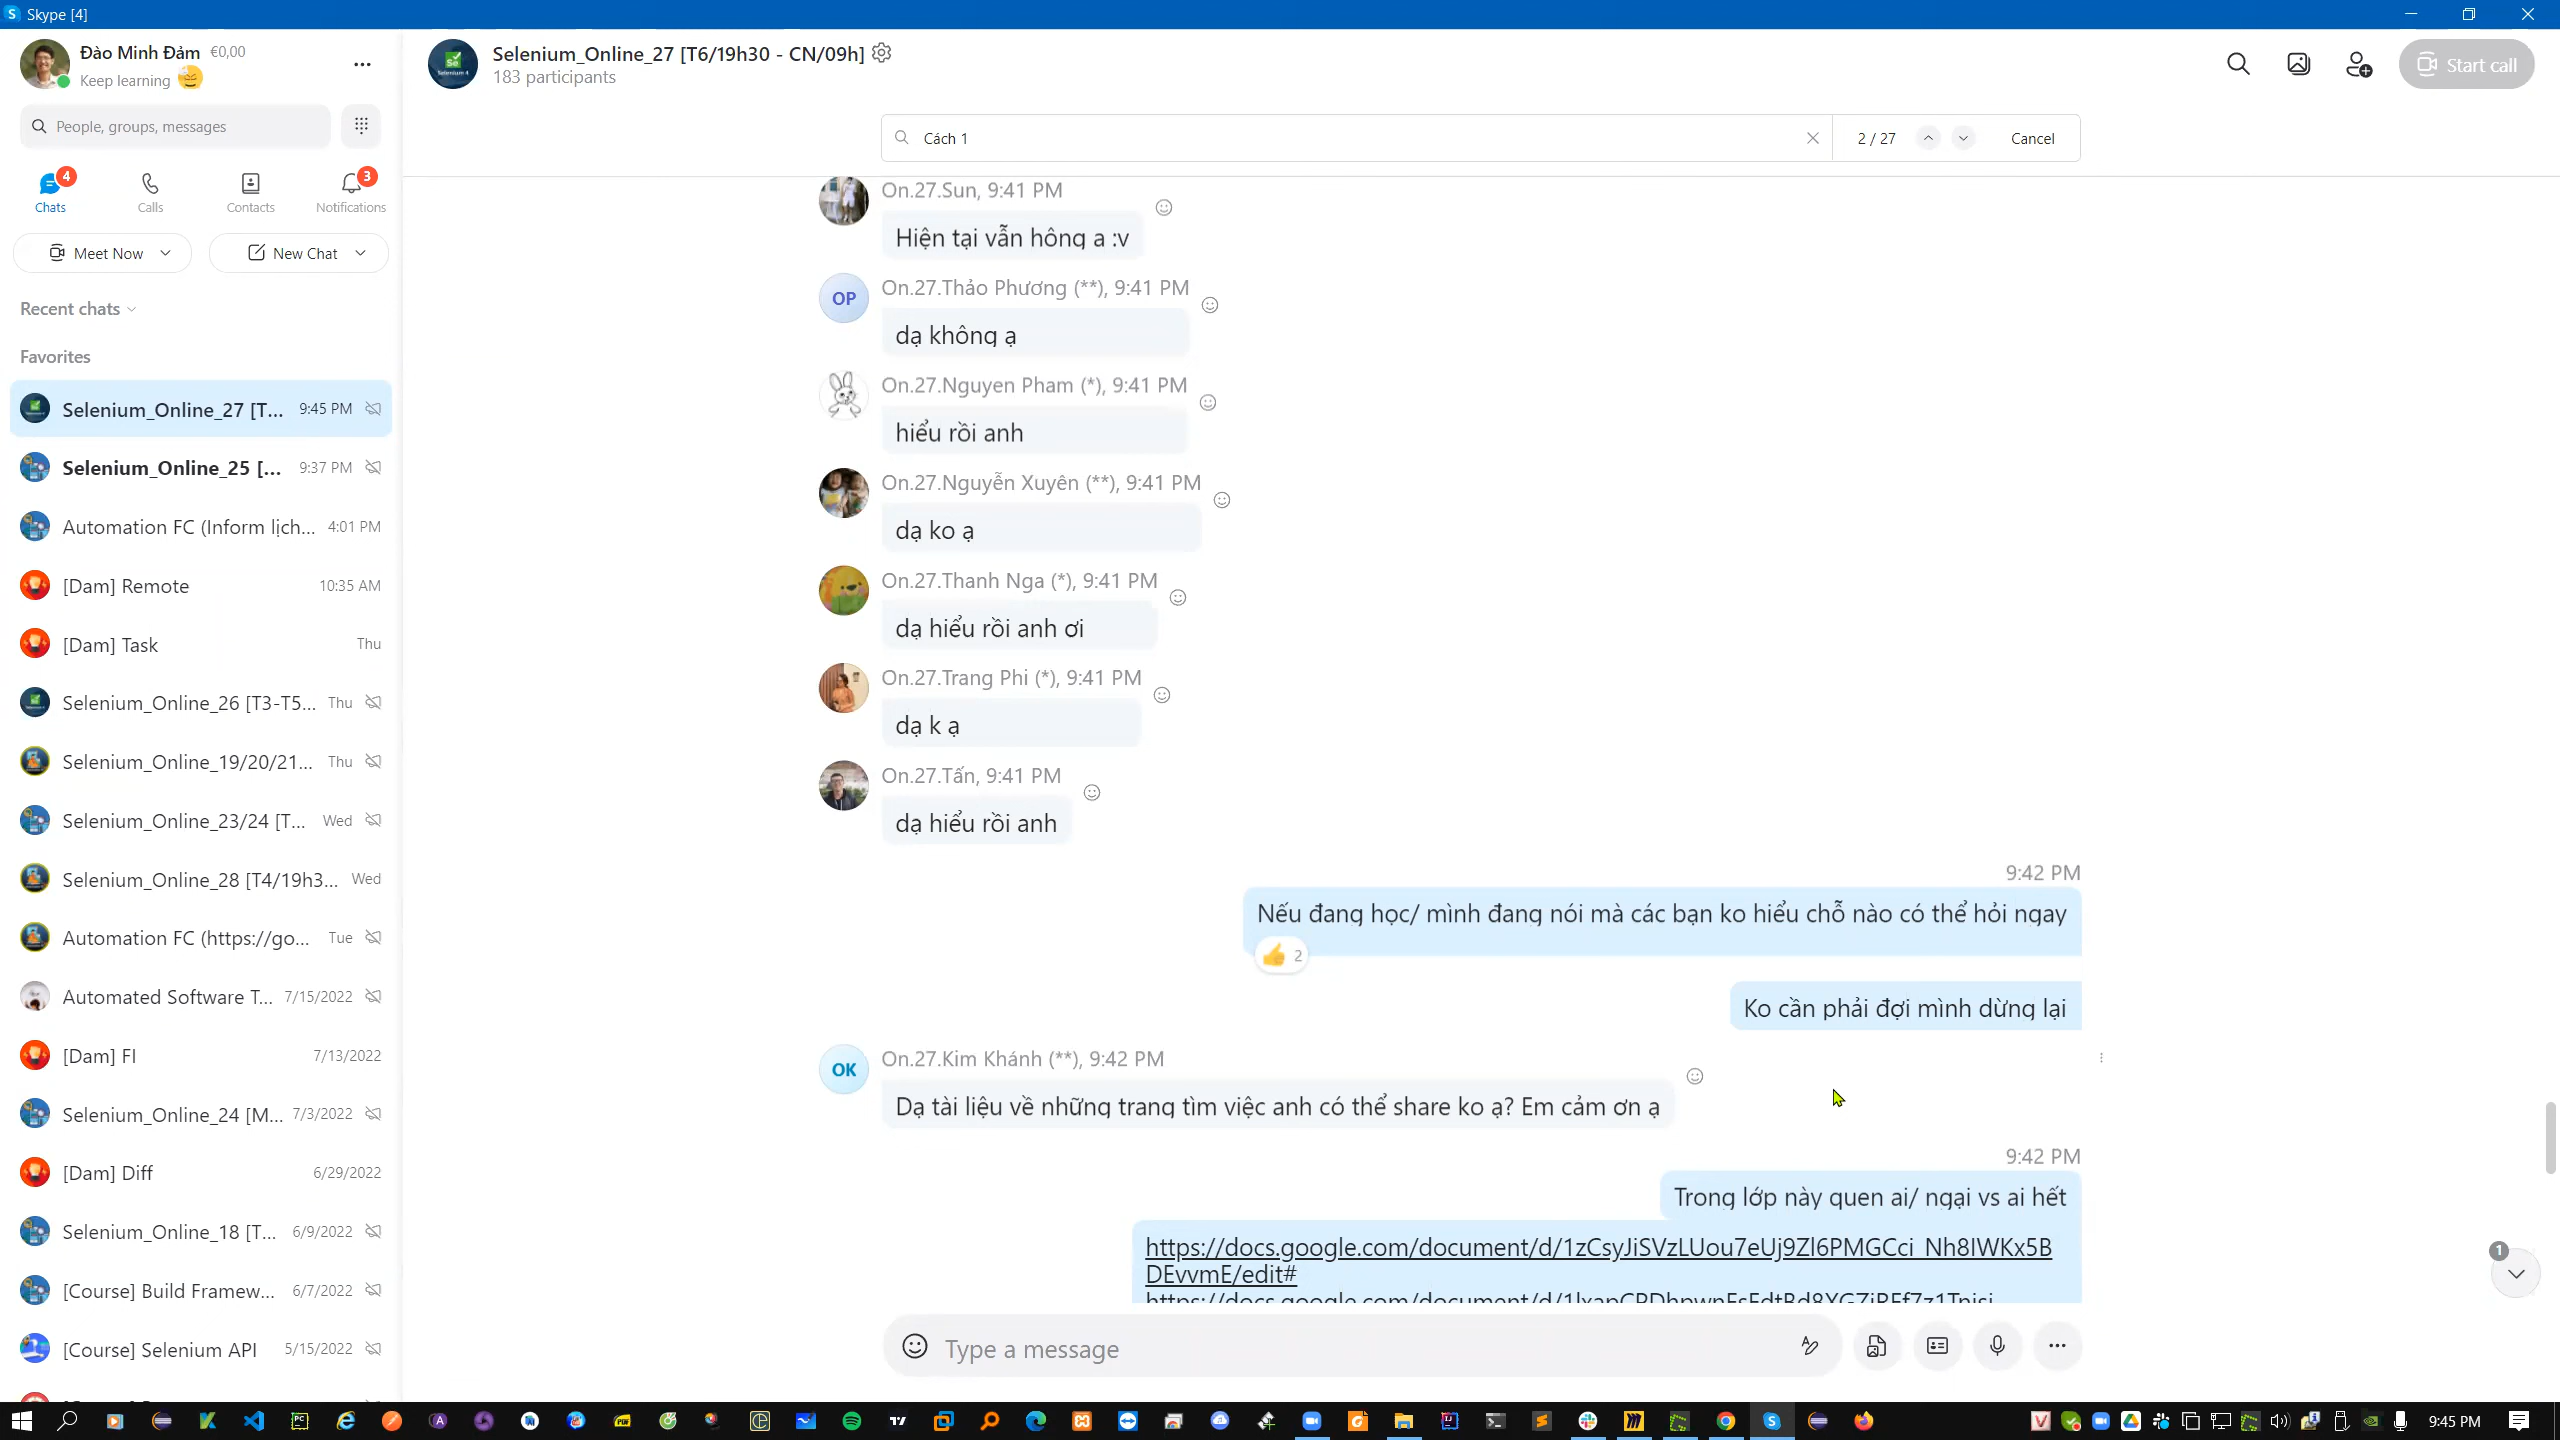 Skype [4]
Đào Minh Đảm €0,00
Keep learning
People, groups, messages
4
3
Chats
Calls
Contacts
Notifications
Meet Now
New Chat
Recent chats
Favorites
Selenium_Online_27 [T... 9:45 PM
Selenium_Online_25 [... 9:37 PM
Automation FC (Inform lịch... 4:01 PM
[Dam] Remote 10:35 AM
[Dam] Task Thu
Selenium_Online_26 [T3-T5... Thu
Selenium_Online_19/20/21... Thu
Selenium_Online_23/24 [T... Wed
Selenium_Online_28 [T4/19h3... Wed
Automation FC (https://go... Tue
Automated Software T... 7/15/2022
[Dam] FI 7/13/2022
Selenium_Online_24 [M... 7/3/2022
[Dam] Diff 6/29/2022
Selenium_Online_18 [T... 6/9/2022
[Course] Build Framew... 6/7/2022
[Course] Selenium API 5/15/2022
Selenium_Online_27 [T6/19h30 - CN/09h]
183 participants
Start call
Cách 1
2 / 27
Cancel
On.27.Sun, 9:41 PM
Hiện tại vẫn hông a :v
OP
On.27.Thảo Phương (**), 9:41 PM
dạ không ạ
On.27.Nguyen Pham (*), 9:41 PM
hiểu rồi anh
On.27.Nguyễn Xuyên (**), 9:41 PM
dạ ko ạ
On.27.Thanh Nga (*), 9:41 PM
dạ hiểu rồi anh ơi
On.27.Trang Phi (*), 9:41 PM
dạ k ạ
On.27.Tấn, 9:41 PM
dạ hiểu rồi anh
9:42 PM
Nếu đang học/ mình đang nói mà các bạn ko hiểu chỗ nào có thể hỏi ngay
2
Ko cần phải đợi mình dừng lại
OK
On.27.Kim Khánh (**), 9:42 PM
Dạ tài liệu về những trang tìm việc anh có thể share ko ạ? Em cảm ơn ạ
9:42 PM
Trong lớp này quen ai/ ngại vs ai hết
https://docs.google.com/document/d/1zCsyJiSVzLUou7eUj9Zl6PMGCci_Nh8IWKx5B
DEvvmE/edit#
1
Type a message
9:45 PM